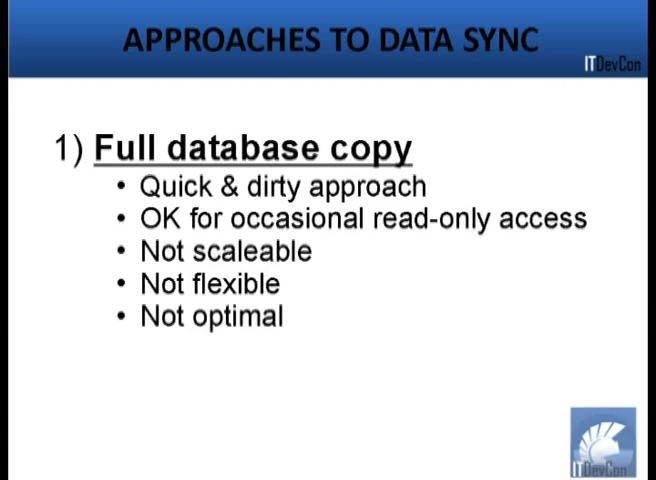 APPROACHES TO DATA SYNC
ITDevCon
1) Full database copy
• Quick & dirty approach
• OK for occasional read-only access
• Not scaleable
• Not flexible
• Not optimal
ITDevCon